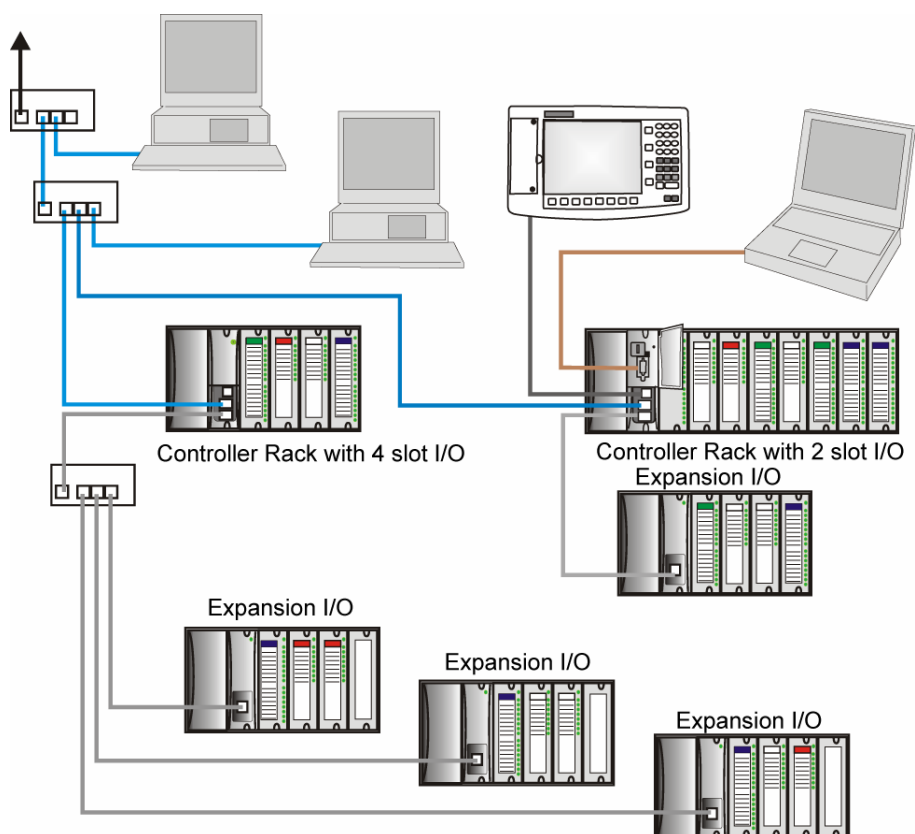 Controller Rack with 4 slot I/O
Controller Rack with 2 slot I/O
Expansion I/O
Expansion I/O
Expansion I/O
Expansion I/O